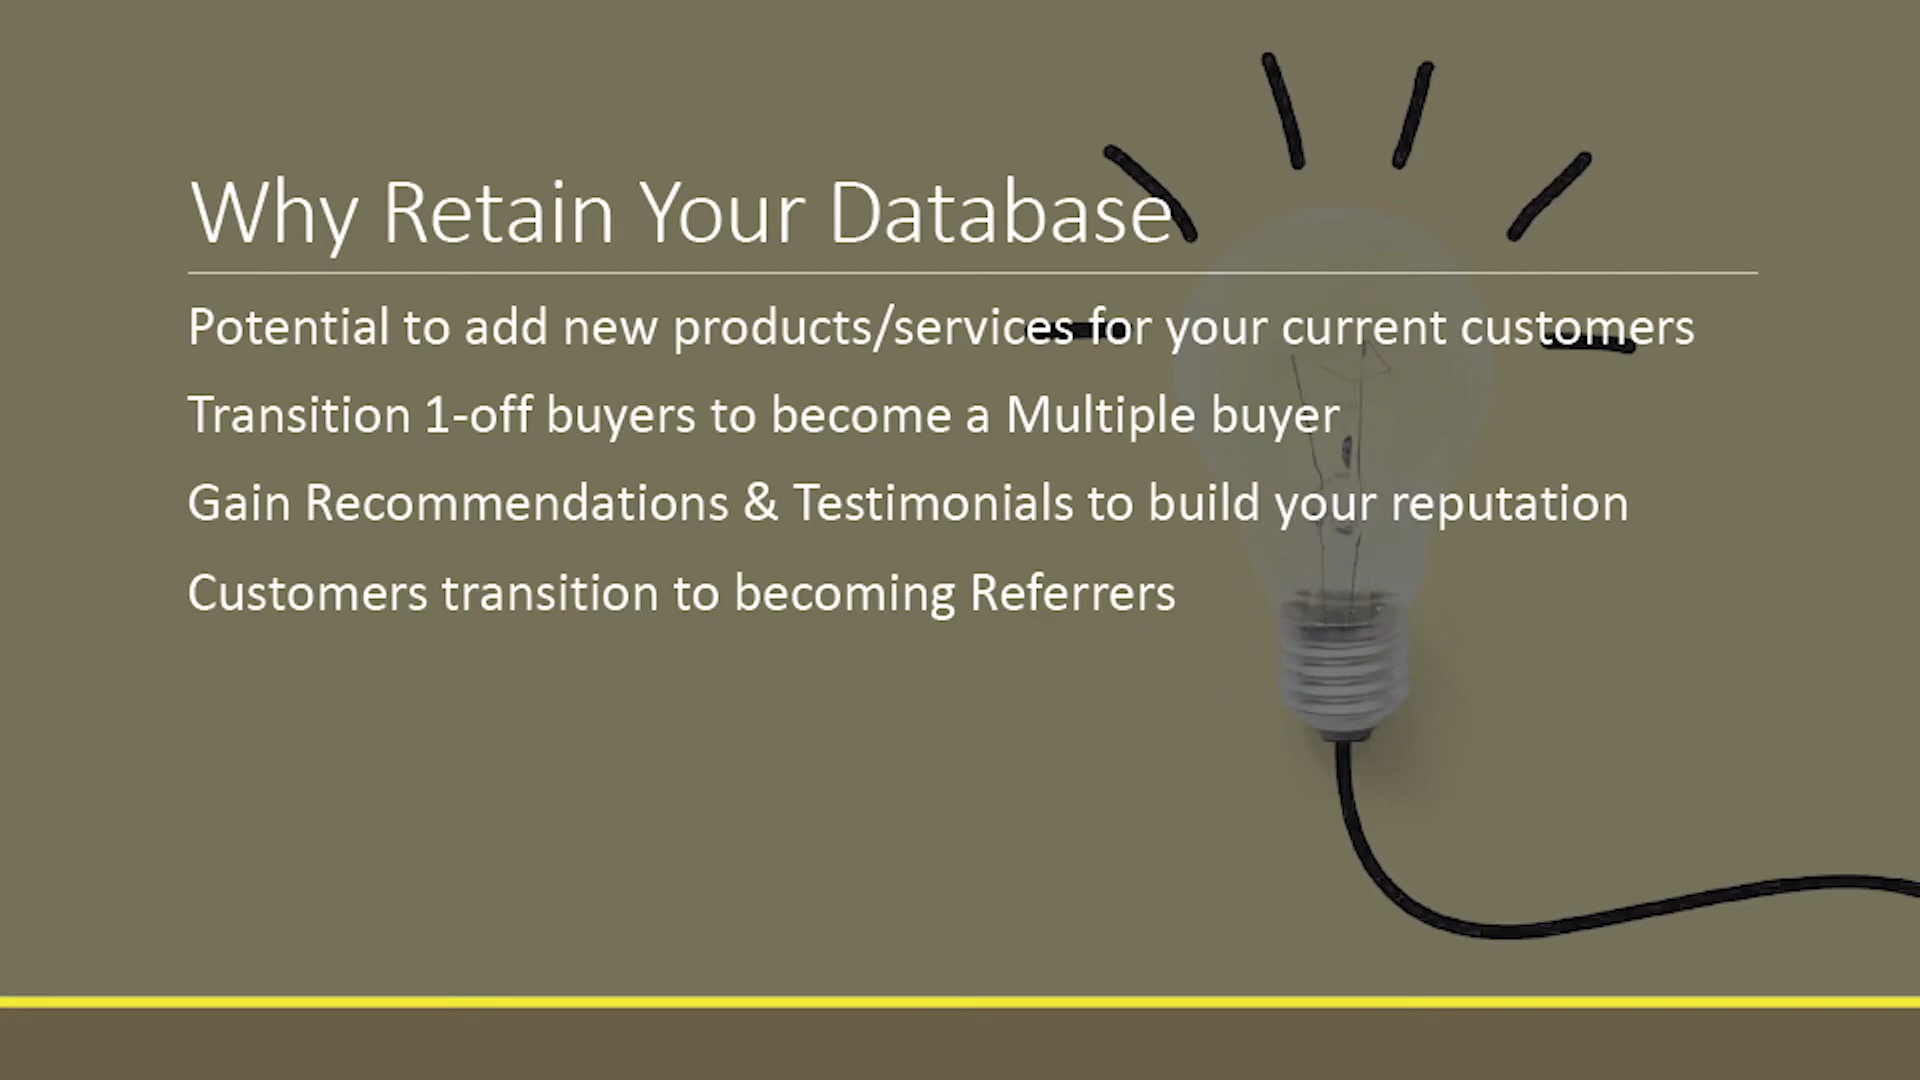 Why Retain Your Database
Potential to add new products/services for your current customers
Transition 1-off buyers to become a Multiple buyer
Gain Recommendations & Testimonials to build your reputation
Customers transition to becoming Referrers